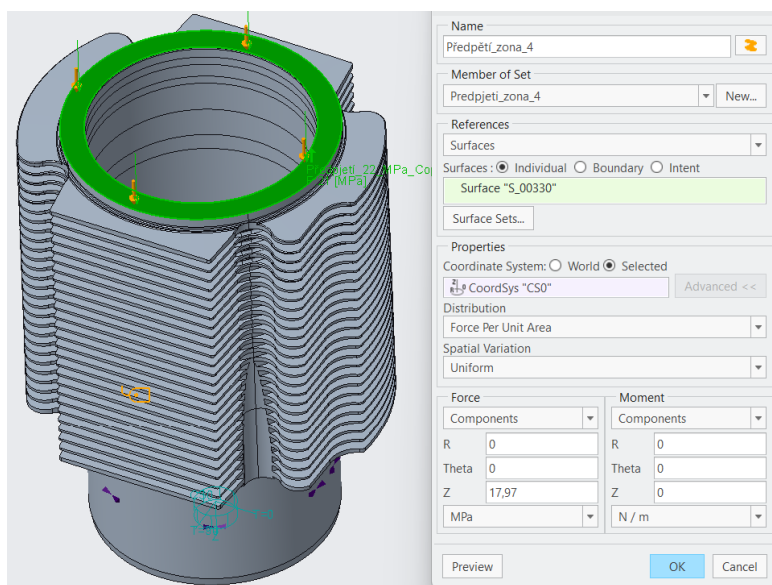 Name
Předpětí_zona_4
Member of Set
Predpjeti_zona_4
New...
References
Surfaces
Surfaces : Individual Boundary Intent
Surface "S_00330"
Surface Sets...
Properties
Coordinate System: World Selected
CoordSys "CS0"
Advanced <<
Distribution
Force Per Unit Area
Spatial Variation
Uniform
Force
Moment
Components
Components
R 0
R 0
Theta 0
Theta 0
Z 17,97
Z 0
MPa
N / m
Preview
OK
Cancel
[MPa]